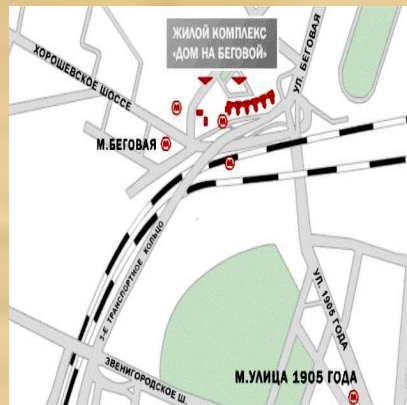 ЖИЛОЙ КОМПЛЕКС
«ДОМ НА БЕГОВОЙ»
УЛ. БЕГОВАЯ
ХОРОШЕВСКОЕ ШОССЕ
М
М
М.БЕГОВАЯ М
М
3-Е ТРАНСПОРТНОЕ КОЛЬЦО
УЛ. 1905 ГОДА
ЗВЕНИГОРОДСКОЕ Ш.
М.УЛИЦА 1905 ГОДА
М